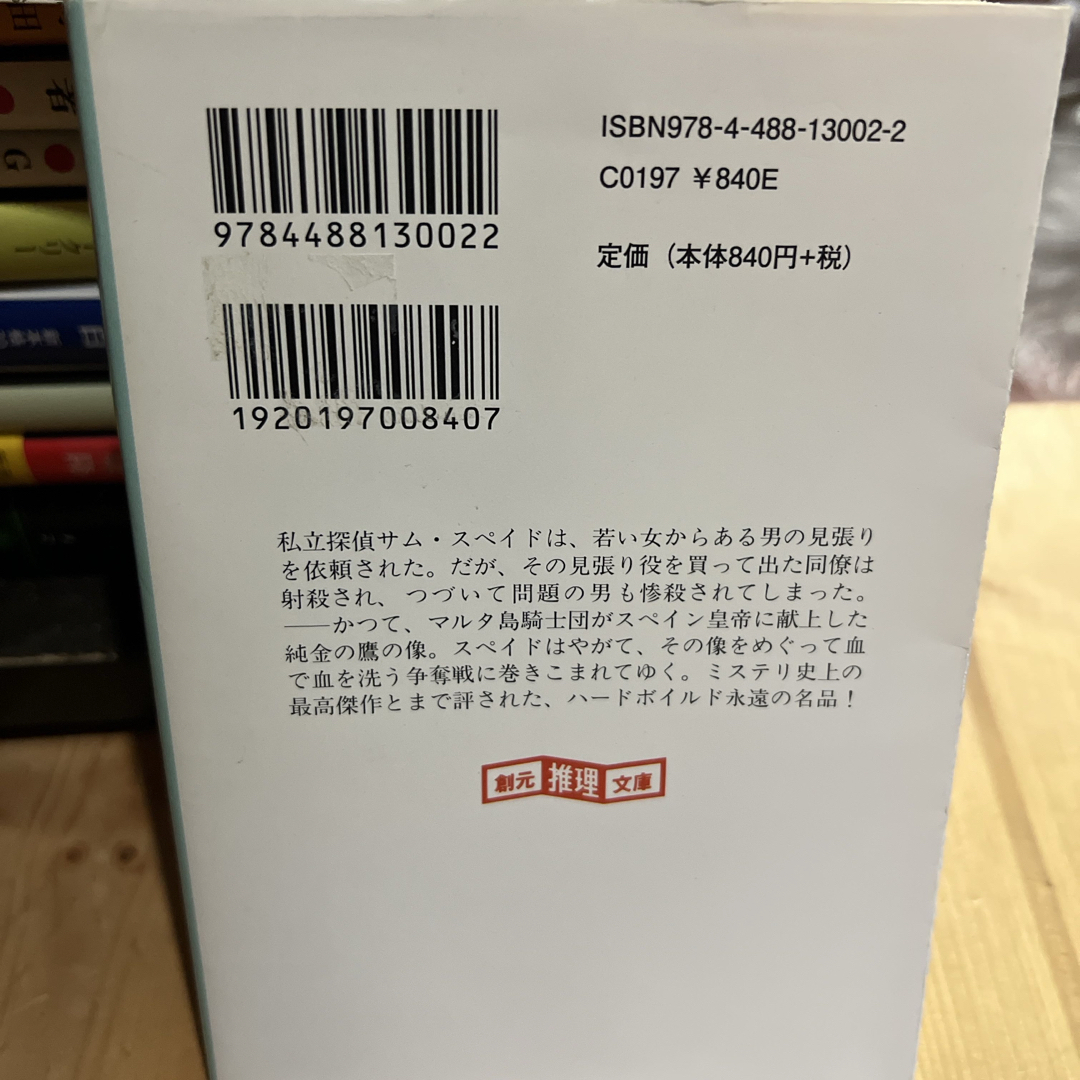 田
者
G
クリー
ISBN978-4-488-13002-2
C0197 ￥840E
9784488130022
定価（本体840円+税）
1920197008407
私立探偵サム・スペイドは、若い女からある男の見張り
を依頼された。だが、その見張り役を買って出た同僚は
射殺され、つづいて問題の男も惨殺されてしまった。
――かつて、マルタ島騎士団がスペイン皇帝に献上した
純金の鷹の像。スペイドはやがて、その像をめぐって血
で血を洗う争奪戦に巻きこまれてゆく。ミステリ史上の
最高傑作とまで評された、ハードボイルド永遠の名品！
創元推理文庫